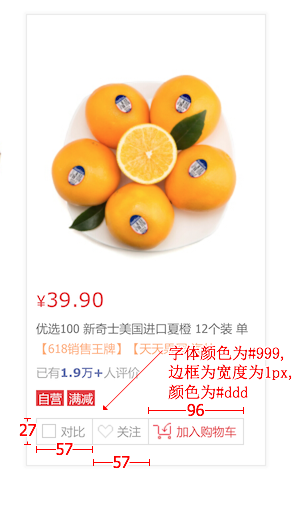 ¥39.90
优选100 新奇士美国进口夏橙 12个装 单
【618销售王牌】【天天
字体颜色为#999,
边框为宽度为1px,
颜色为#ddd
已有1.9万+人评价
自营 满减
96
27
对比 关注 加入购物车
57
57